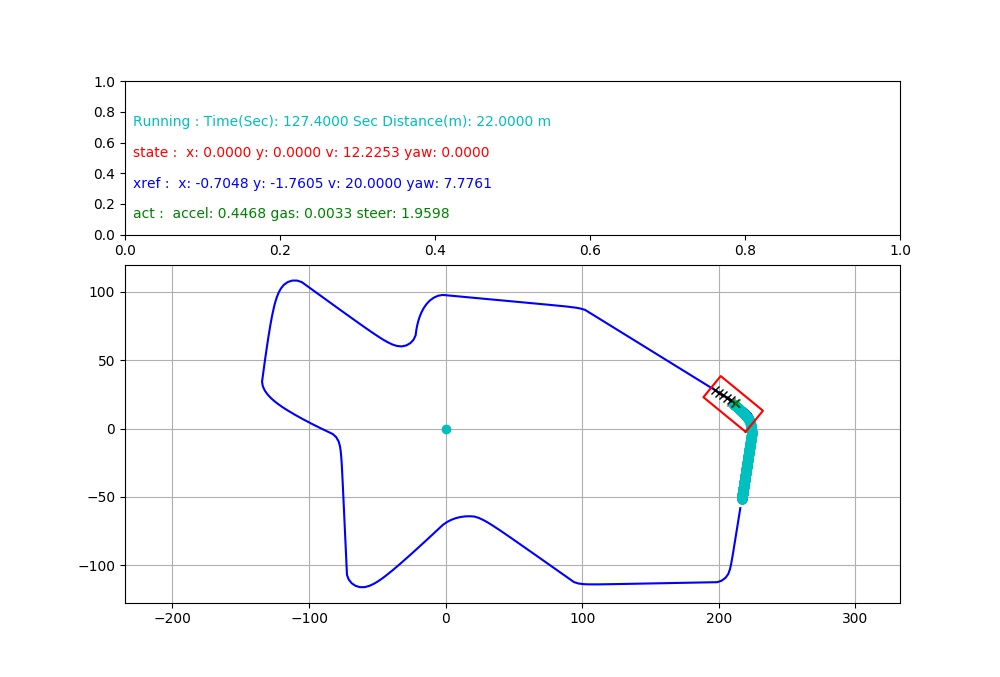 1.0
0.8
Running : Time(Sec): 127.4000 Sec Distance(m): 22.0000 m
0.6
state :  x: 0.0000 y: 0.0000 v: 12.2253 yaw: 0.0000
0.4
xref :  x: -0.7048 y: -1.7605 v: 20.0000 yaw: 7.7761
0.2
act :  accel: 0.4468 gas: 0.0033 steer: 1.9598
0.0
0.0 0.2 0.4 0.6 0.8 1.0
100
50
0
−50
−100
−200 −100 0 100 200 300